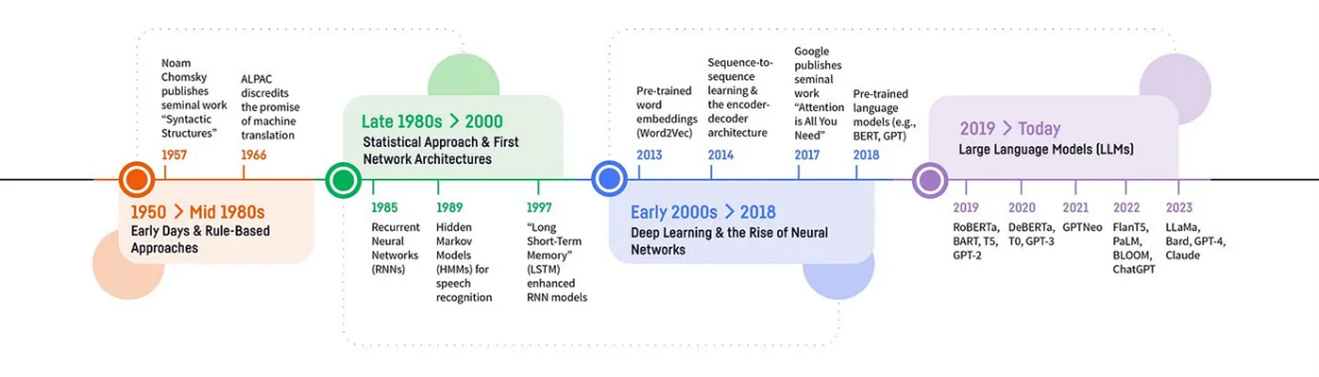 Noam
Chomsky
publishes
seminal work
“Syntactic
Structures”
1957
ALPAC
discredits
the promise
of machine
translation
1966
1950 > Mid 1980s
Early Days & Rule-Based
Approaches
Late 1980s > 2000
Statistical Approach & First
Network Architectures
1985
Recurrent
Neural
Networks
(RNNs)
1989
Hidden
Markov
Models
(HMMs) for
speech
recognition
1997
“Long
Short-Term
Memory”
(LSTM)
enhanced
RNN models
Pre-trained
word
embeddings
(Word2Vec)
2013
Sequence-to-
sequence
learning &
the encoder-
decoder
architecture
2014
Google
publishes
seminal
work
“Attention
is All You
Need”
2017
Pre-trained
language
models (e.g.,
BERT, GPT)
2018
Early 2000s > 2018
Deep Learning & the Rise of Neural
Networks
2019 > Today
Large Language Models (LLMs)
2019
RoBERTa,
BART, T5,
GPT-2
2020
DeBERTa,
T0, GPT-3
2021
GPTNeo
2022
FlanT5,
PaLM,
BLOOM,
ChatGPT
2023
LLaMa,
Bard, GPT-4,
Claude